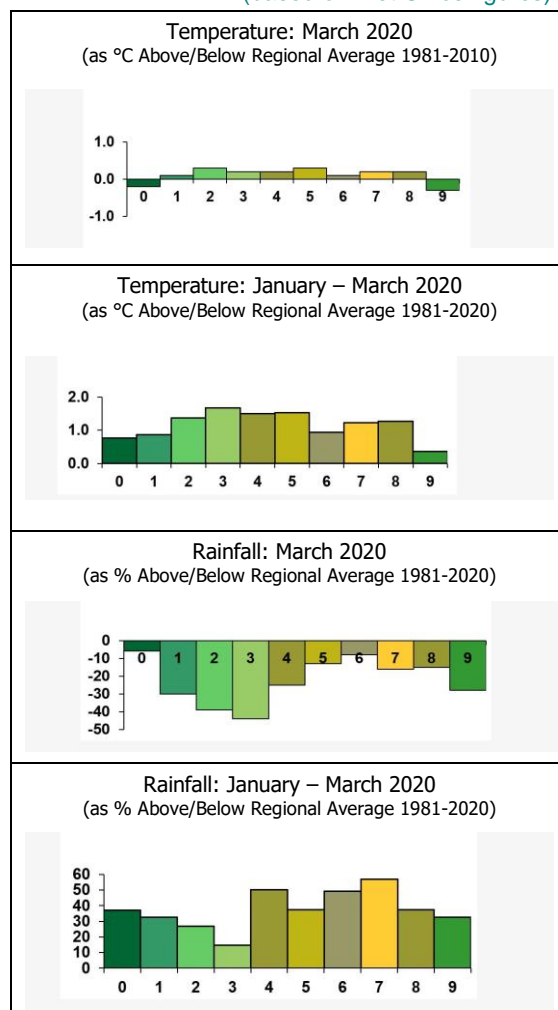 Temperature: March 2020
(as °C Above/Below Regional Average 1981-2010)
1.0
0.0
-1.0
0 1 2 3 4 5 6 7 8 9
Temperature: January – March 2020
(as °C Above/Below Regional Average 1981-2020)
2.0
1.0
0.0
0 1 2 3 4 5 6 7 8 9
Rainfall: March 2020
(as % Above/Below Regional Average 1981-2020)
0
-10
-20
-30
-40
-50
0 1 2 3 4 5 6 7 8 9
Rainfall: January – March 2020
(as % Above/Below Regional Average 1981-2020)
60
50
40
30
20
10
0
0 1 2 3 4 5 6 7 8 9